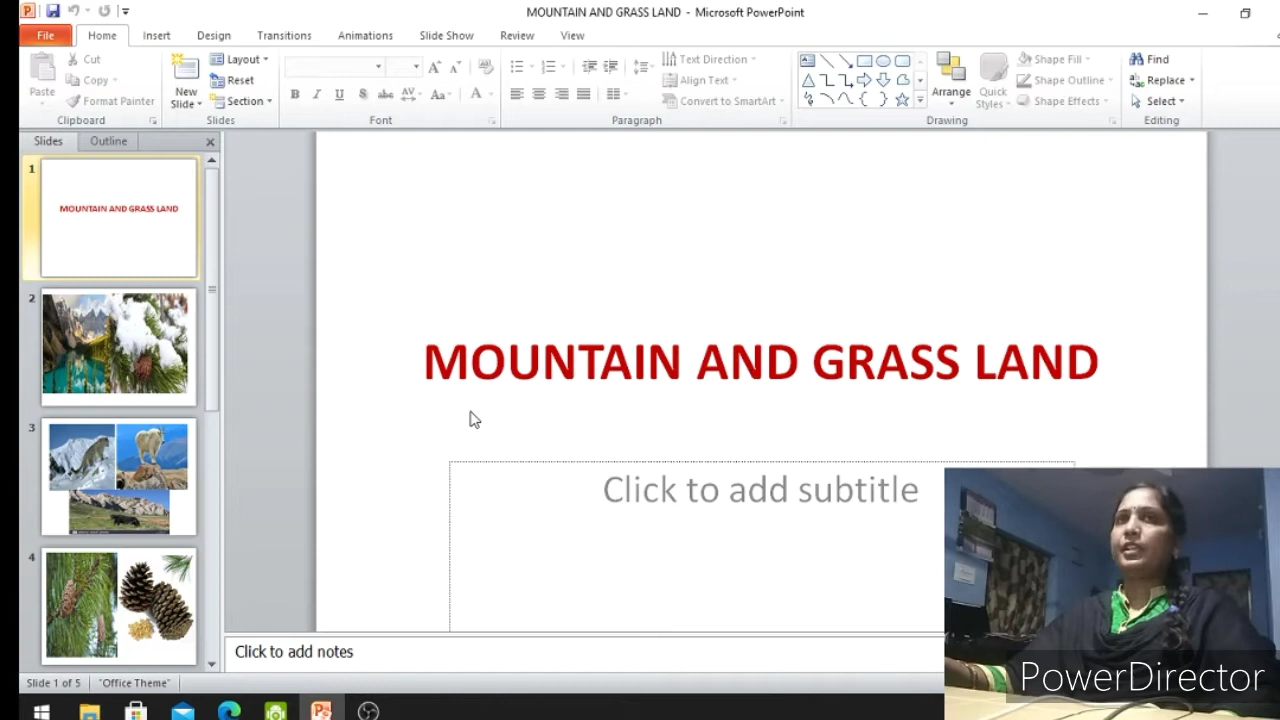 MOUNTAIN AND GRASS LAND - Microsoft PowerPoint
File Home Insert Design Transitions Animations Slide Show Review View
Cut
Copy
Format Painter
Paste
Clipboard
New
Slide
Layout
Reset
Section
Slides
Font
Text Direction
Align Text
Convert to SmartArt
Paragraph
Arrange
Quick
Styles
Shape Fill
Shape Outline
Shape Effects
Drawing
Find
Replace
Select
Editing
Slides Outline
1
MOUNTAIN AND GRASS LAND
2
3
4
MOUNTAIN AND GRASS LAND
Click to add subtitle
Click to add notes
Slide 1 of 5 "Office Theme"
PowerDirector